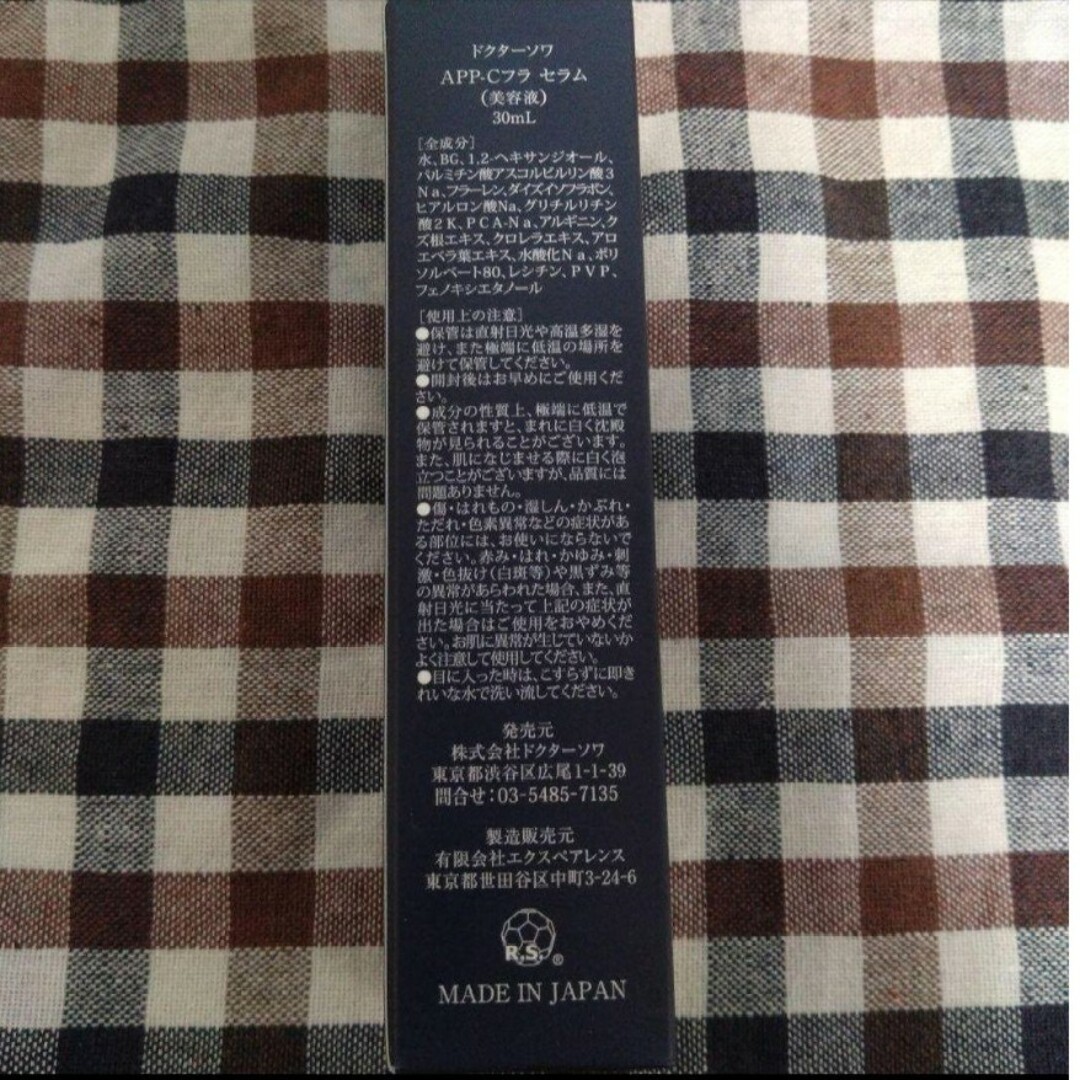 ドクターソワ
APP-Cフラ セラム
(美容液)
30mL
[全成分]
水、BG、1,2-ヘキサンジオール、
パルミチン酸アスコルビルリン酸3
Na、フラーレン、ダイズイソフラボン、
ヒアルロン酸Na、グリチルリチン
酸2K、PCA-Na、アルギニン、ク
ズ根エキス、クロレラエキス、アロ
エベラ葉エキス、水酸化Na、ポリ
ソルベート80、レシチン、PVP、
フェノキシエタノール
[使用上の注意]
●保管は直射日光や高温多湿を
避け、また極端に低温の場所を
避けて保管してください。
●開封後はお早めにご使用くだ
さい。
●成分の性質上、極端に低温で
保管されますと、まれに白く沈殿
物が見られることがございます。
また、肌になじませる際に白く泡
立つことがございますが、品質には
問題ありません。
●傷・はれもの・湿しん・かぶれ・
ただれ・色素異常などの症状があ
る部位には、お使いにならないで
ください。赤み・はれ・かゆみ・刺
激・色抜け(白斑等)や黒ずみ等
の異常があらわれた場合、また、直
射日光に当たって上記の症状が
出た場合はご使用をおやめくだ
さい。お肌に異常が生じていないか
よく注意して使用してください。
●目に入った時は、こすらずに即き
れいな水で洗い流してください。
発売元
株式会社ドクターソワ
東京都渋谷区広尾1-1-39
問合せ:03-5485-7135
製造販売元
有限会社エクスペアレンス
東京都世田谷区中町3-24-6
R.S.®
MADE IN JAPAN